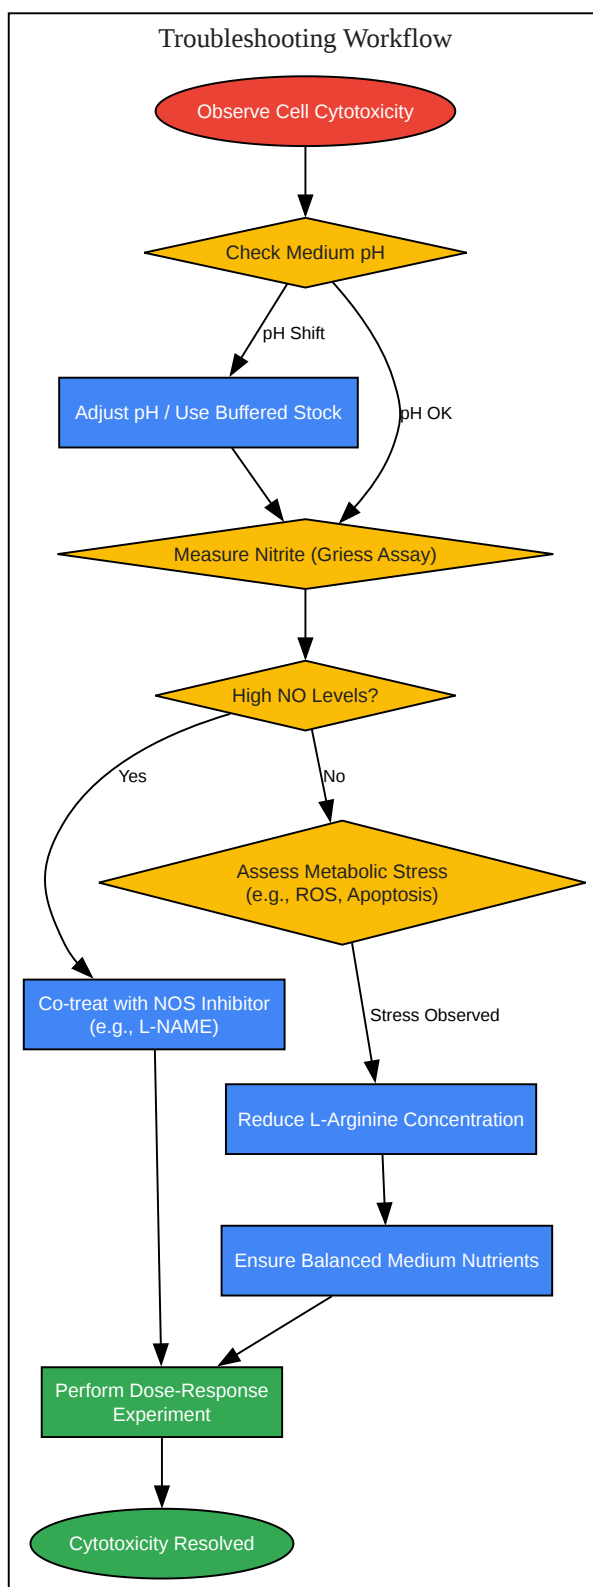 Troubleshooting Workflow
Observe Cell Cytotoxicity
Check Medium pH
pH Shift
Adjust pH / Use Buffered Stock
pH OK
Measure Nitrite (Griess Assay)
High NO Levels?
Yes
No
Assess Metabolic Stress
(e.g., ROS, Apoptosis)
Co-treat with NOS Inhibitor
(e.g., L-NAME)
Stress Observed
Reduce L-Arginine Concentration
Ensure Balanced Medium Nutrients
Perform Dose-Response
Experiment
Cytotoxicity Resolved